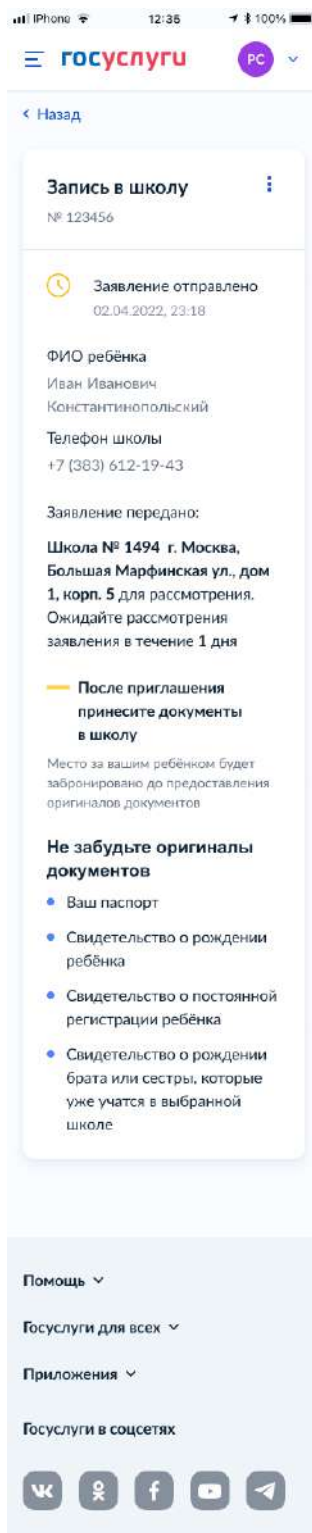 iPhone 12:35 100%
госуслуги РС
Назад
Запись в школу
№ 123456
Заявление отправлено
02.04.2022, 23:18
ФИО ребёнка
Иван Иванович
Константинопольский
Телефон школы
+7 (383) 612-19-43
Заявление передано:
Школа № 1494 г. Москва,
Большая Марфинская ул., дом
1, корп. 5 для рассмотрения.
Ожидайте рассмотрения
заявления в течение 1 дня
После приглашения
принесите документы
в школу
Место за вашим ребёнком будет
забронировано до предоставления
оригиналов документов
Не забудьте оригиналы
документов
Ваш паспорт
Свидетельство о рождении
ребёнка
Свидетельство о постоянной
регистрации ребёнка
Свидетельство о рождении
брата или сестры, которые
уже учатся в выбранной
школе
Помощь
Госуслуги для всех
Приложения
Госуслуги в соцсетях